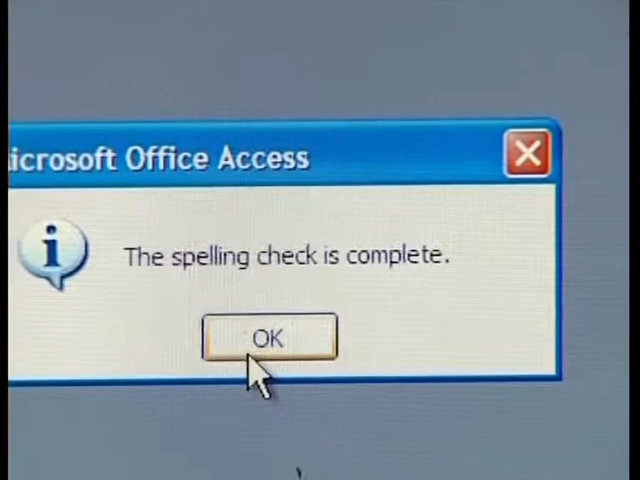 icrosoft Office Access
The spelling check is complete.
OK